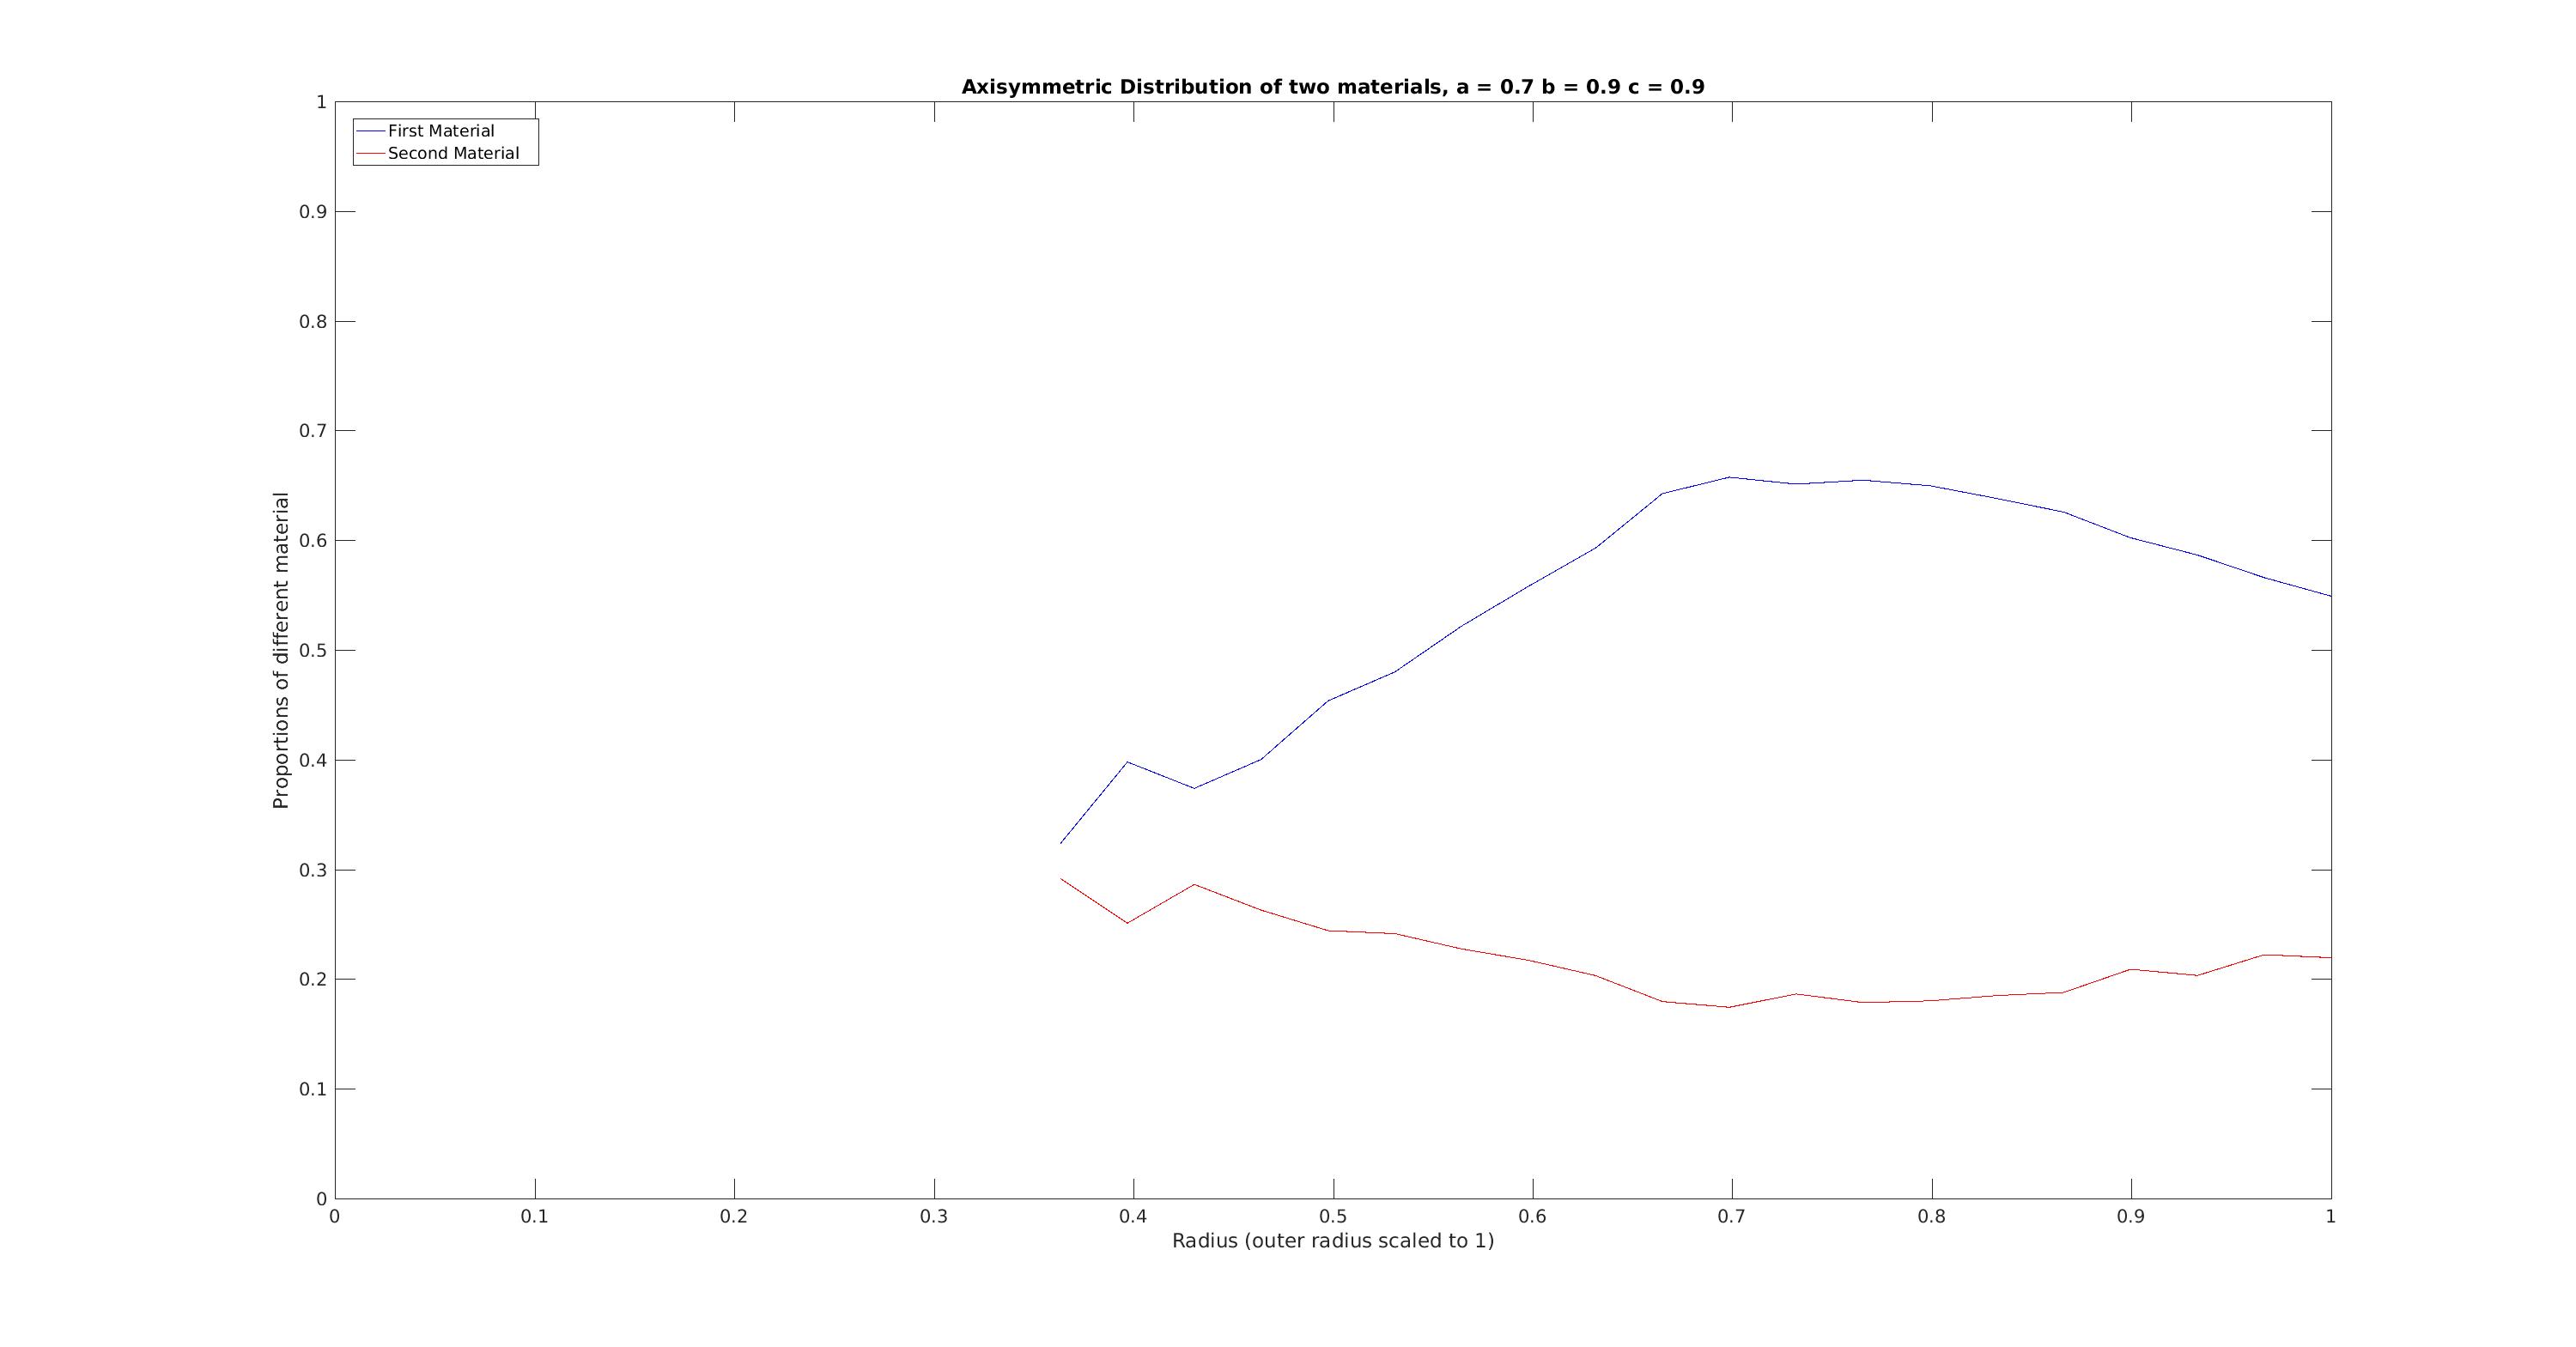 Axisymmetric Distribution of two materials, a = 0.7 b = 0.9 c = 0.9
First Material
Second Material
1
0.9
0.8
0.7
0.6
0.5
0.4
0.3
0.2
0.1
0
Proportions of different material
0 0.1 0.2 0.3 0.4 0.5 0.6 0.7 0.8 0.9 1
Radius (outer radius scaled to 1)